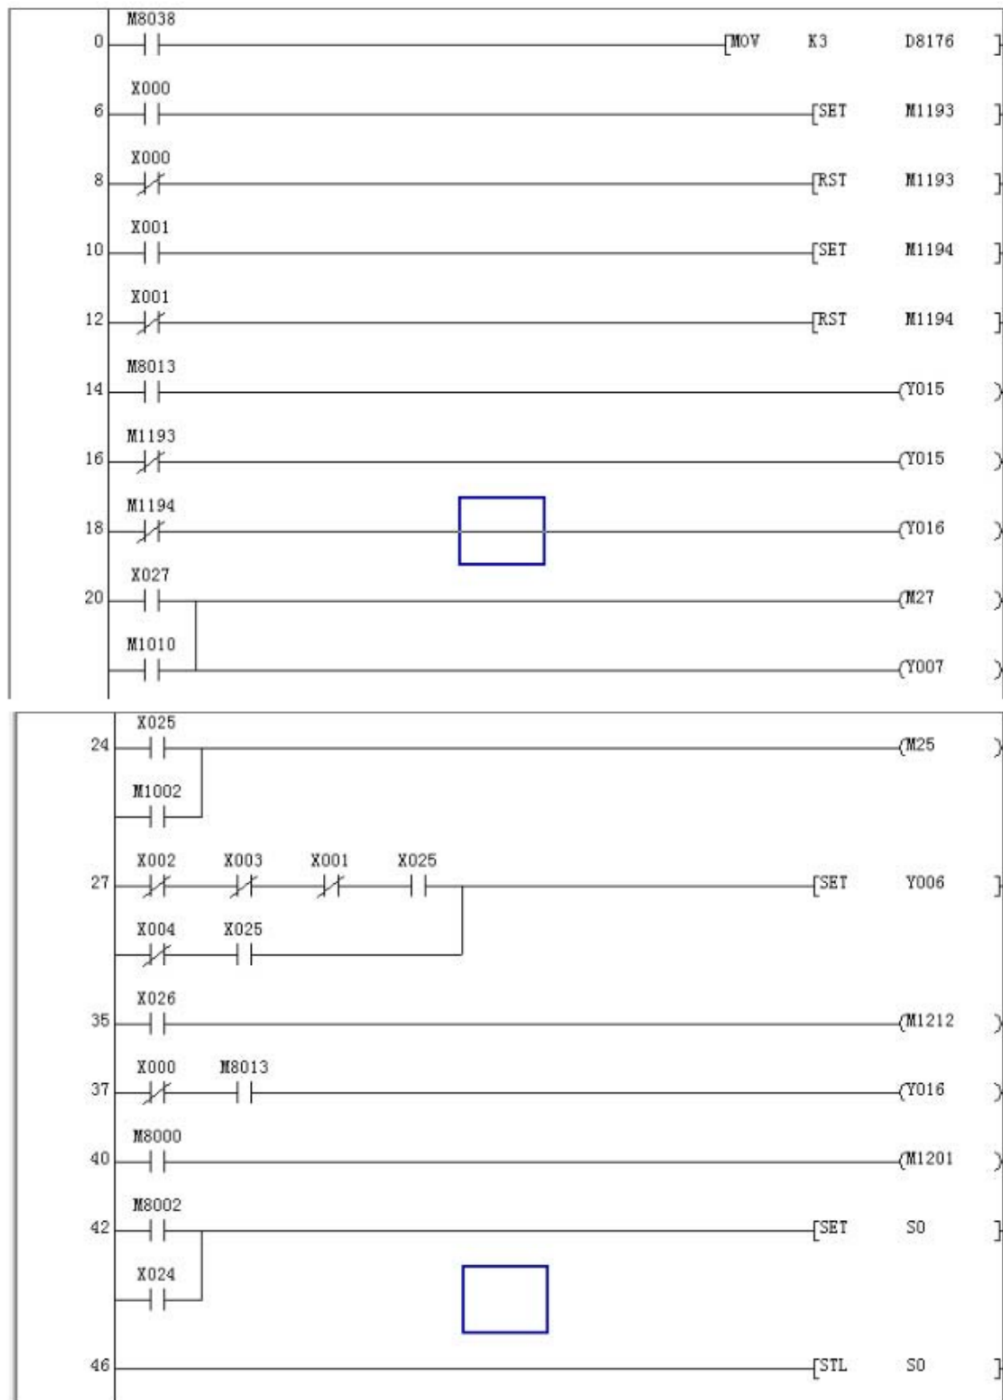 M8038
0 [MOV K3 D8176 ]
X000
6 [SET M1193 ]
X000
8 [RST M1193 ]
X001
10 [SET M1194 ]
X001
12 [RST M1194 ]
M8013
14 (Y015 )
M1193
16 (Y015 )
M1194
18 (Y016 )
X027
20 (M27 )
M1010
(Y007 )
X025
24 (M25 )
M1002
X002 X003 X001 X025
27 [SET Y006 ]
X004 X025
X026
35 (M1212 )
X000 M8013
37 (Y016 )
M8000
40 (M1201 )
M8002
42 [SET S0 ]
X024
46 [STL S0 ]